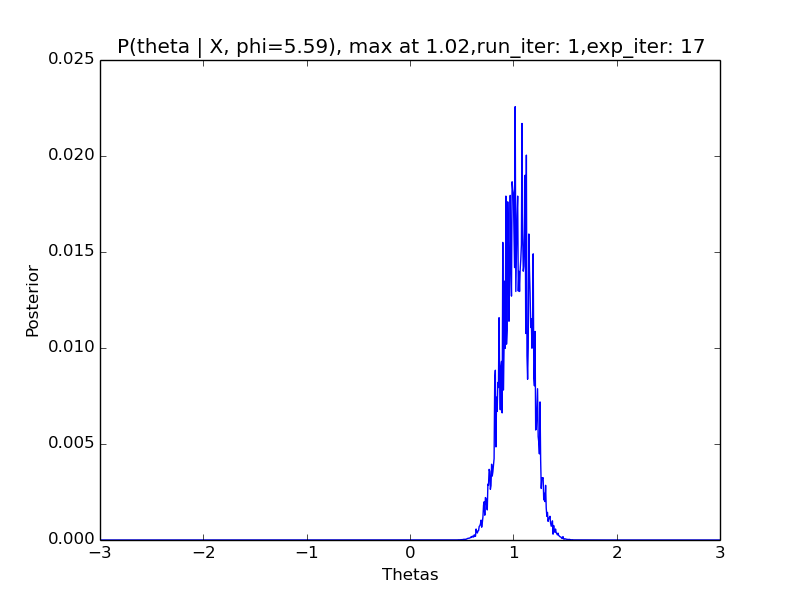 P(theta | X, phi=5.59), max at 1.02,run_iter: 1,exp_iter: 17
0.025
0.020
0.015
0.010
0.005
0.000
Posterior
−3 −2 −1 0 1 2 3
Thetas